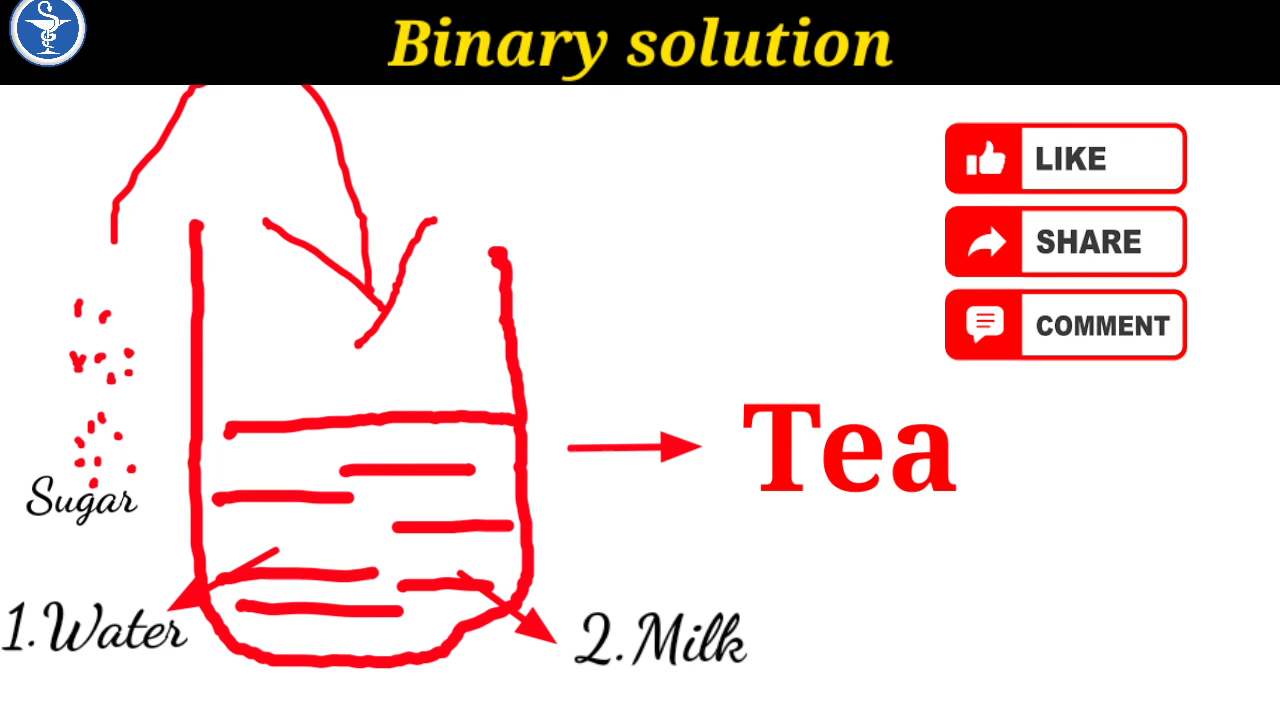 Binary solution
LIKE
SHARE
COMMENT
Tea
Sugar
1.Water
2.Milk